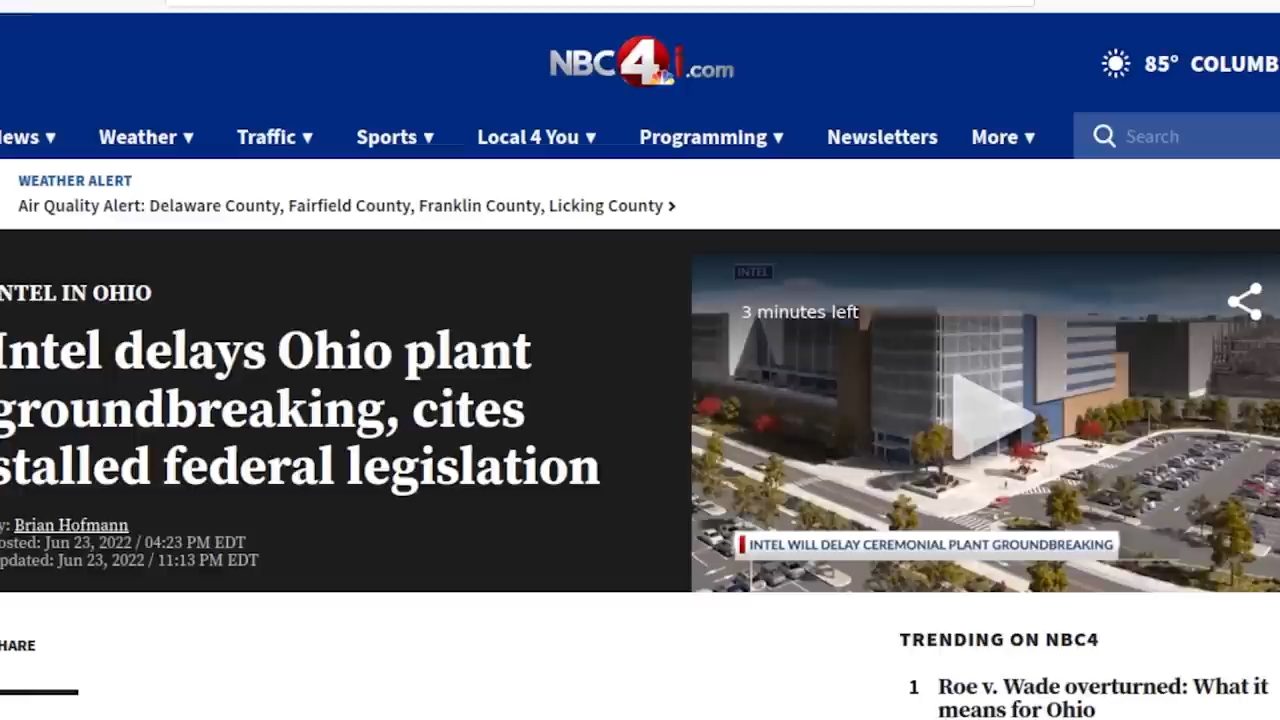 NBC4i.com
85° COLUMB
ews ▾ Weather ▾ Traffic ▾ Sports ▾ Local 4 You ▾ Programming ▾ Newsletters More ▾ Search
WEATHER ALERT
Air Quality Alert: Delaware County, Fairfield County, Franklin County, Licking County >
NTEL IN OHIO
Intel delays Ohio plant
groundbreaking, cites
stalled federal legislation
y: Brian Hofmann
osted: Jun 23, 2022 / 04:23 PM EDT
pdated: Jun 23, 2022 / 11:13 PM EDT
INTEL
3 minutes left
INTEL WILL DELAY CEREMONIAL PLANT GROUNDBREAKING
HARE
TRENDING ON NBC4
1 Roe v. Wade overturned: What it
means for Ohio